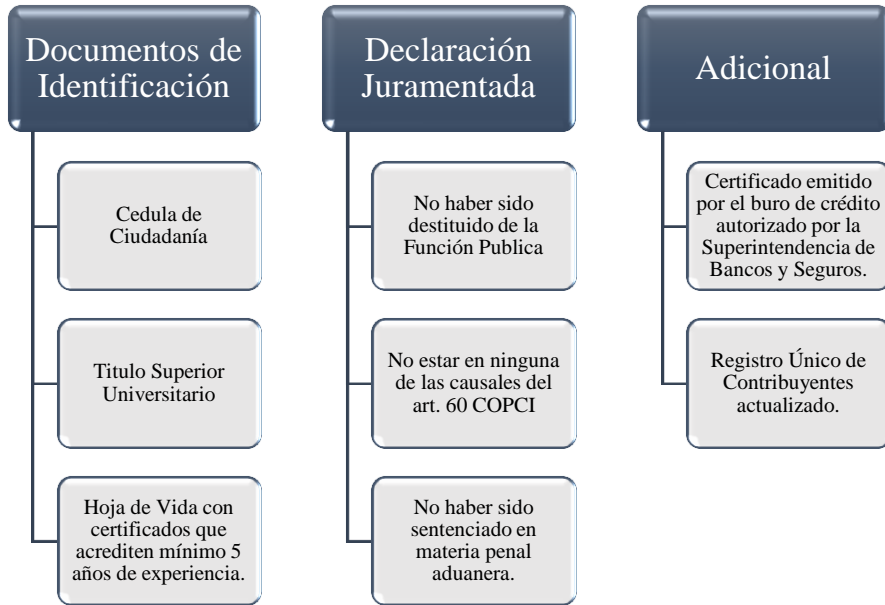 Documentos de
Identificación
Cedula de
Ciudadanía
Titulo Superior
Universitario
Hoja de Vida con
certificados que
acrediten mínimo 5
años de experiencia.
Declaración
Juramentada
No haber sido
destituido de la
Función Publica
No estar en ninguna
de las causales del
art. 60 COPCI
No haber sido
sentenciado en
materia penal
aduanera.
Adicional
Certificado emitido
por el buro de crédito
autorizado por la
Superintendencia de
Bancos y Seguros.
Registro Único de
Contribuyentes
actualizado.